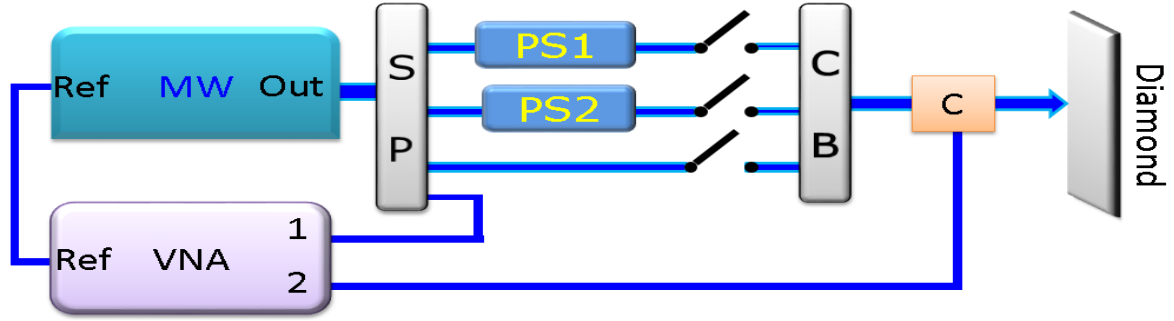 Ref MW Out
S
P
PS1
PS2
C
B
C
Diamond
Ref VNA 1
2